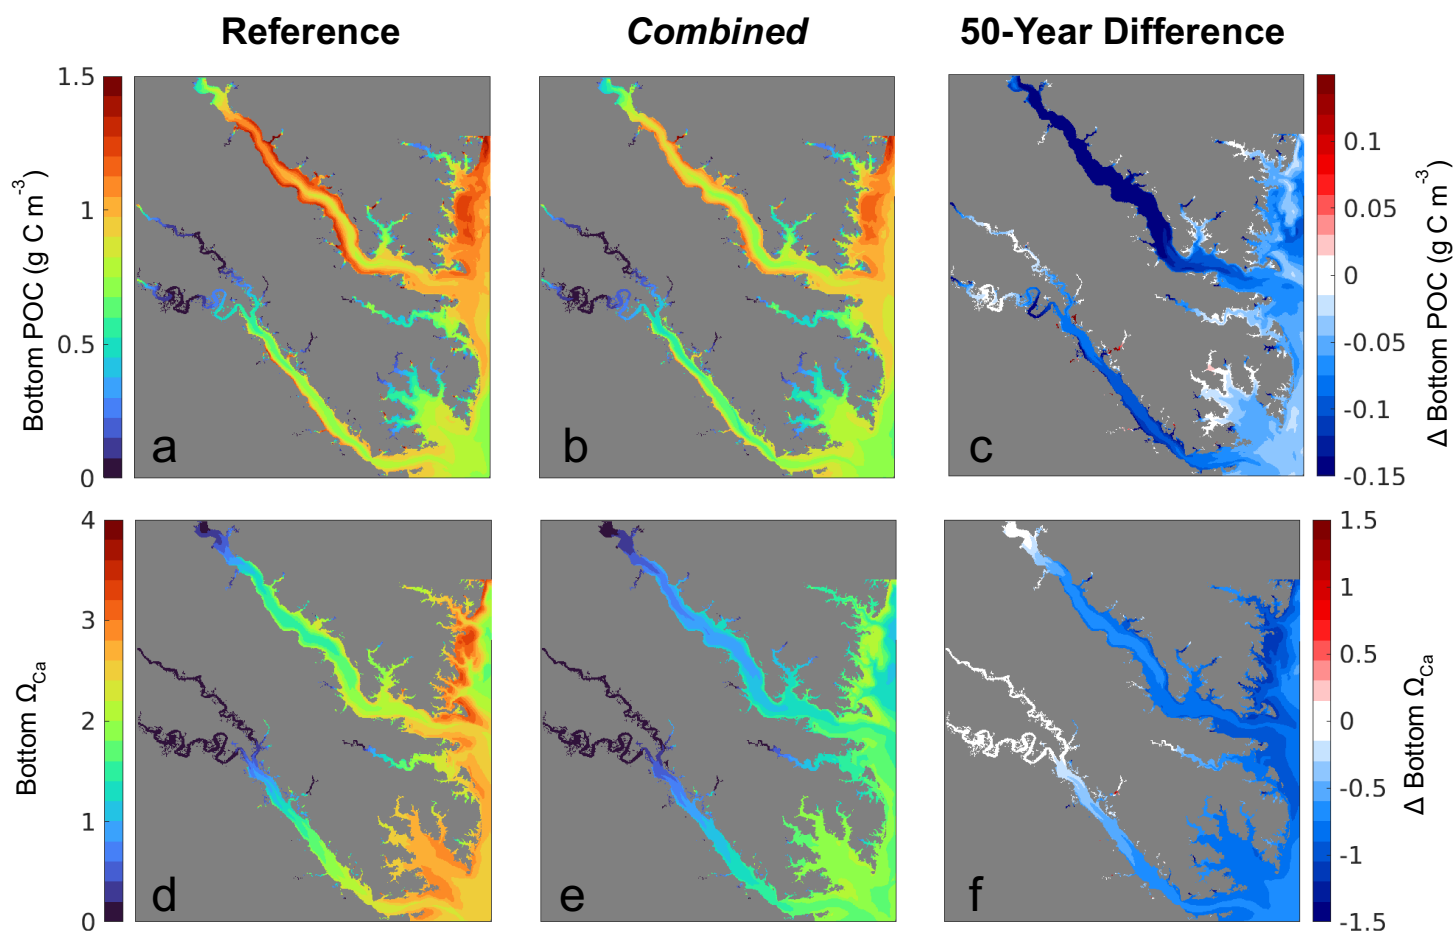 Reference
Combined
50-Year Difference
Bottom POC (g C m⁻³)
1.5
1
0.5
0
a
b
c
0.1
0.05
0
-0.05
-0.1
-0.15
Δ Bottom POC (g C m⁻³)
Bottom Ω_Ca
4
3
2
1
0
d
e
f
1.5
1
0.5
0
-0.5
-1
-1.5
Δ Bottom Ω_Ca